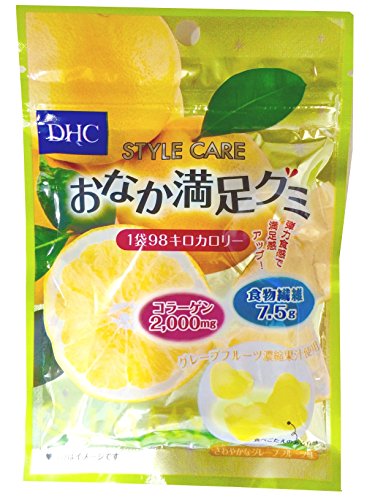 DHC
STYLE CARE
おなか満足グミ
1袋98キロカロリー
弾力食感で
満足感
アップ！
コラーゲン
2,000mg
食物繊維
7.5g
グレープフルーツ濃縮果汁使用
さわやかなグレープフルーツ味